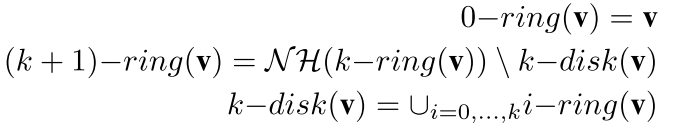 0−ring(v) = v
(k + 1)−ring(v) = 𝒩ℋ(k−ring(v)) \ k−disk(v)
k−disk(v) = ∪i=0,...,k i−ring(v)